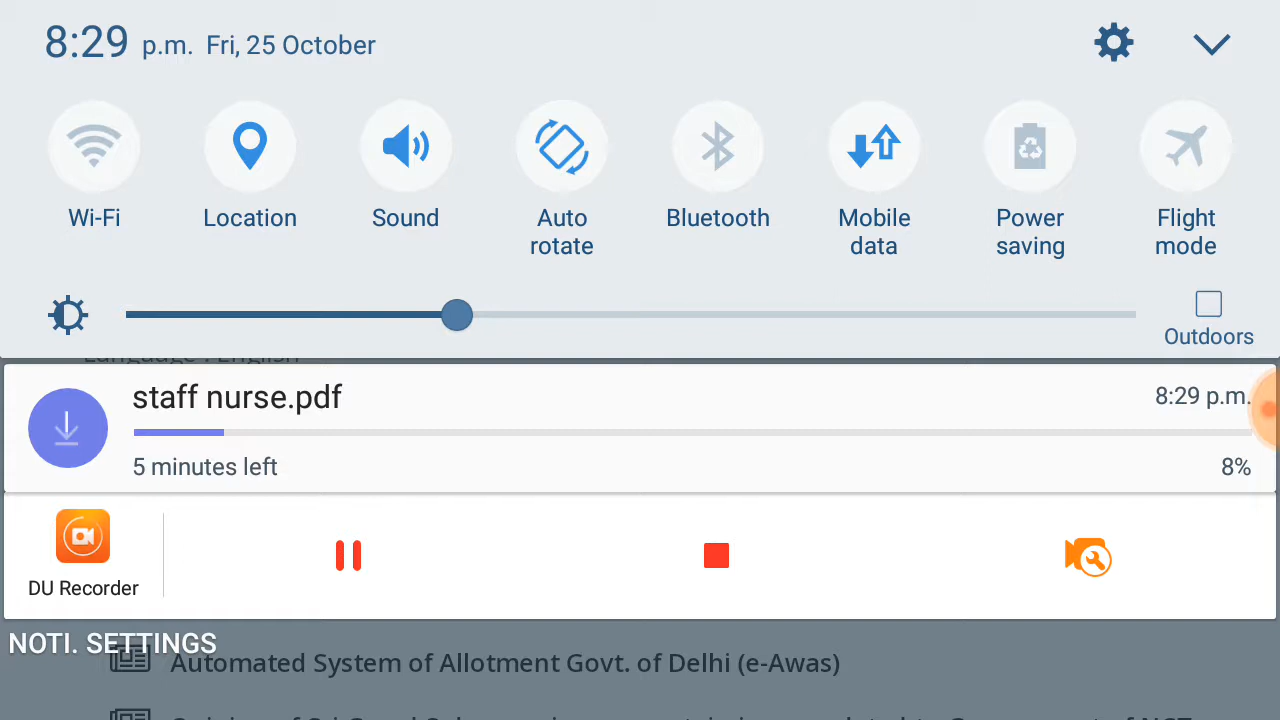 8:29 p.m. Fri, 25 October
Wi-Fi
Location
Sound
Auto
rotate
Bluetooth
Mobile
data
Power
saving
Flight
mode
Outdoors
Language : English
staff nurse.pdf
8:29 p.m.
5 minutes left
8%
DU Recorder
NOTI. SETTINGS
Automated System of Allotment Govt. of Delhi (e-Awas)